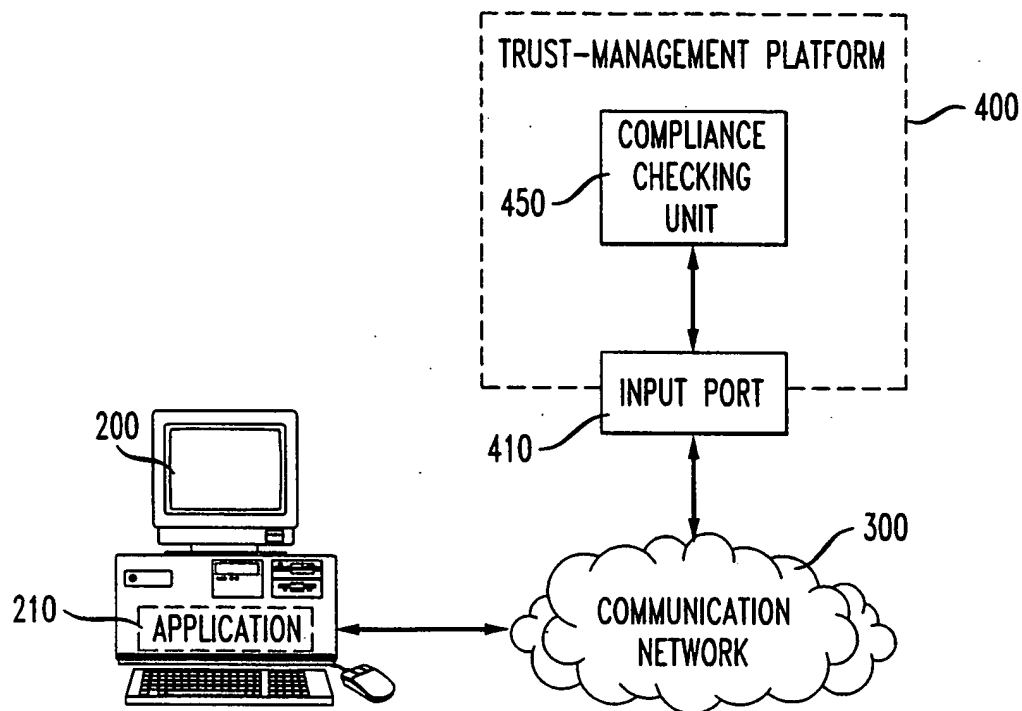 TRUST-MANAGEMENT PLATFORM
400
COMPLIANCE
CHECKING
UNIT
450
INPUT PORT
410
200
300
COMMUNICATION
NETWORK
210
APPLICATION